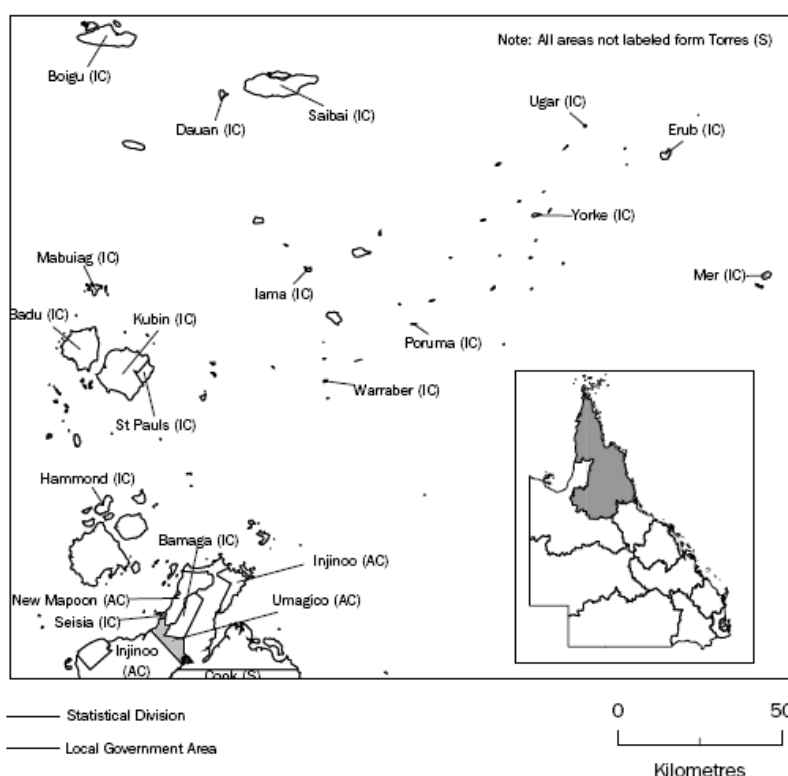 Note: All areas not labeled form Torres (S)
Boigu (IC)
Dauan (IC)
Saibai (IC)
Ugar (IC)
Erub (IC)
Yorke (IC)
Mabuiag (IC)
Iama (IC)
Mer (IC)
Badu (IC)
Kubin (IC)
Poruma (IC)
Warraber (IC)
St Pauls (IC)
Hammond (IC)
Bamaga (IC)
Injinoo (AC)
New Mapoon (AC)
Umagico (AC)
Seisia (IC)
Injinoo
(AC)
Cook (S)
Statistical Division
Local Government Area
0 50
Kilometres